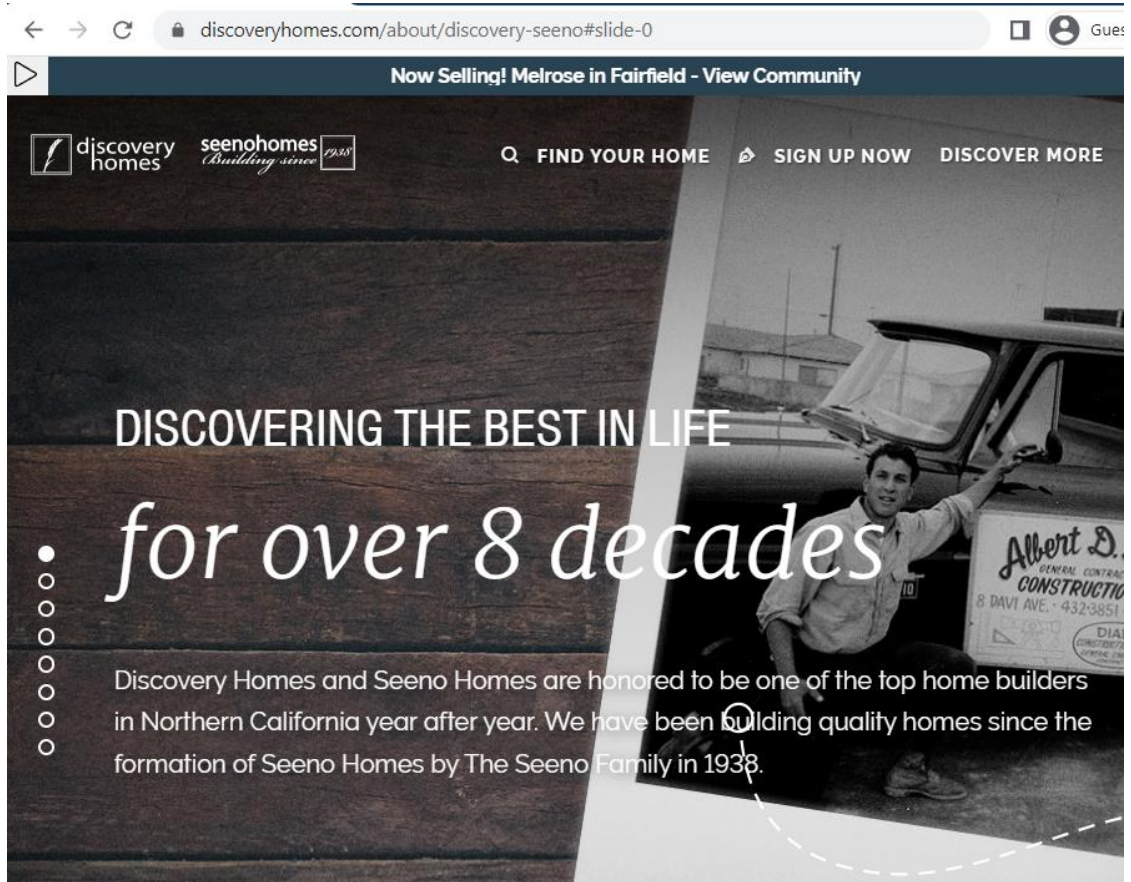 discoveryhomes.com/about/discovery-seeno#slide-0
Now Selling! Melrose in Fairfield - View Community
discovery homes
seenohomes
Building since 1938
FIND YOUR HOME
SIGN UP NOW
DISCOVER MORE
DISCOVERING THE BEST IN LIFE
for over 8 decades
Albert D.
GENERAL
CONSTRUCTIO
8 DAVI AVE. · 432-3851
Discovery Homes and Seeno Homes are honored to be one of the top home builders
in Northern California year after year. We have been building quality homes since the
formation of Seeno Homes by The Seeno Family in 1938.